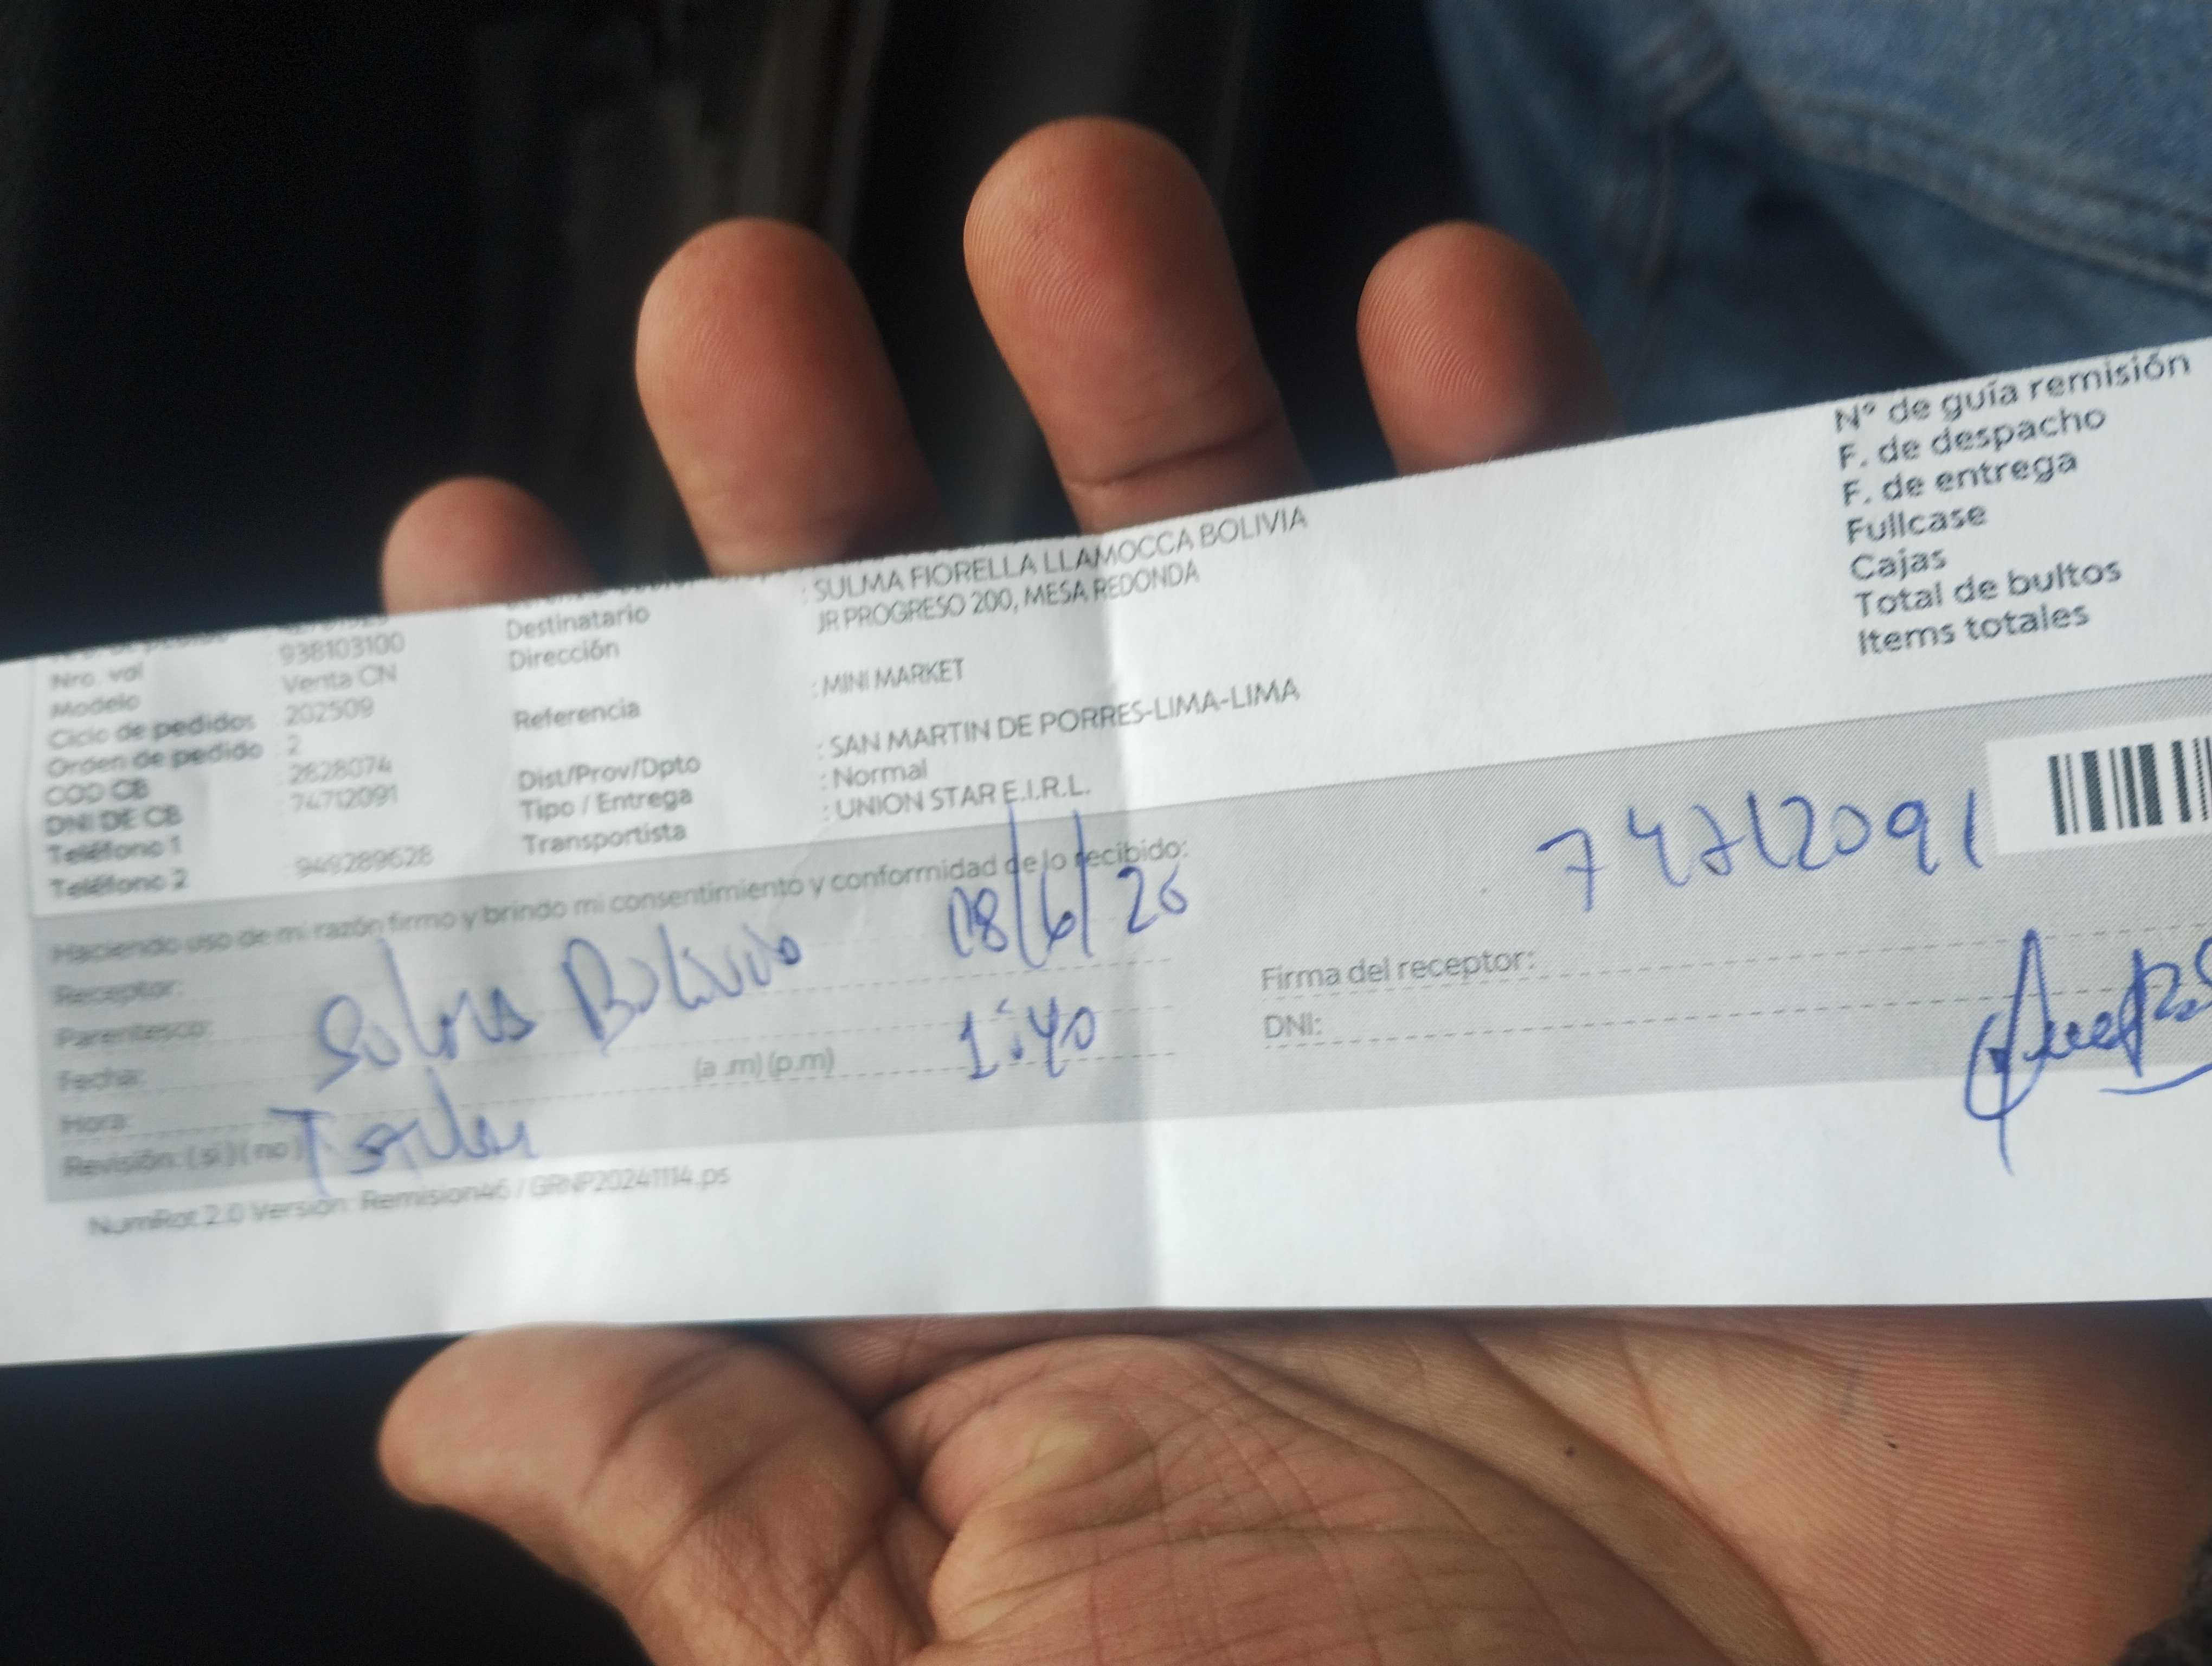 N° de guía remisión
F. de despacho
F. de entrega
Fullcase
Cajas
Total de bultos
Items totales
Nro. val 938103100
Modelo Venta CN
Ciclo de pedidos 202509
Orden de pedido : 2
COD CB 2628074
DNI DE CB 74712091
Teléfono 1
Teléfono 2 949289628
Destinatario : SULMA FIORELLA LLAMOCCA BOLIVIA
Dirección JR PROGRESO 200, MESA REDONDA
Referencia : MINI MARKET
Dist/Prov/Dpto : SAN MARTIN DE PORRES-LIMA-LIMA
Tipo / Entrega : Normal
Transportista : UNION STAR E.I.R.L.
Haciendo uso de mi razón firmo y brindo mi consentimiento y conformidad de lo recibido:
Receptor:
Parentesco:
Fecha:
Hora: (a .m) (p.m)
Revisión: ( si ) ( no )
Bolivia
Titular
1:40
74712091
Firma del receptor:
DNI:
NumRot 2.0 Versión: Remision46 / GRNP20241114.ps